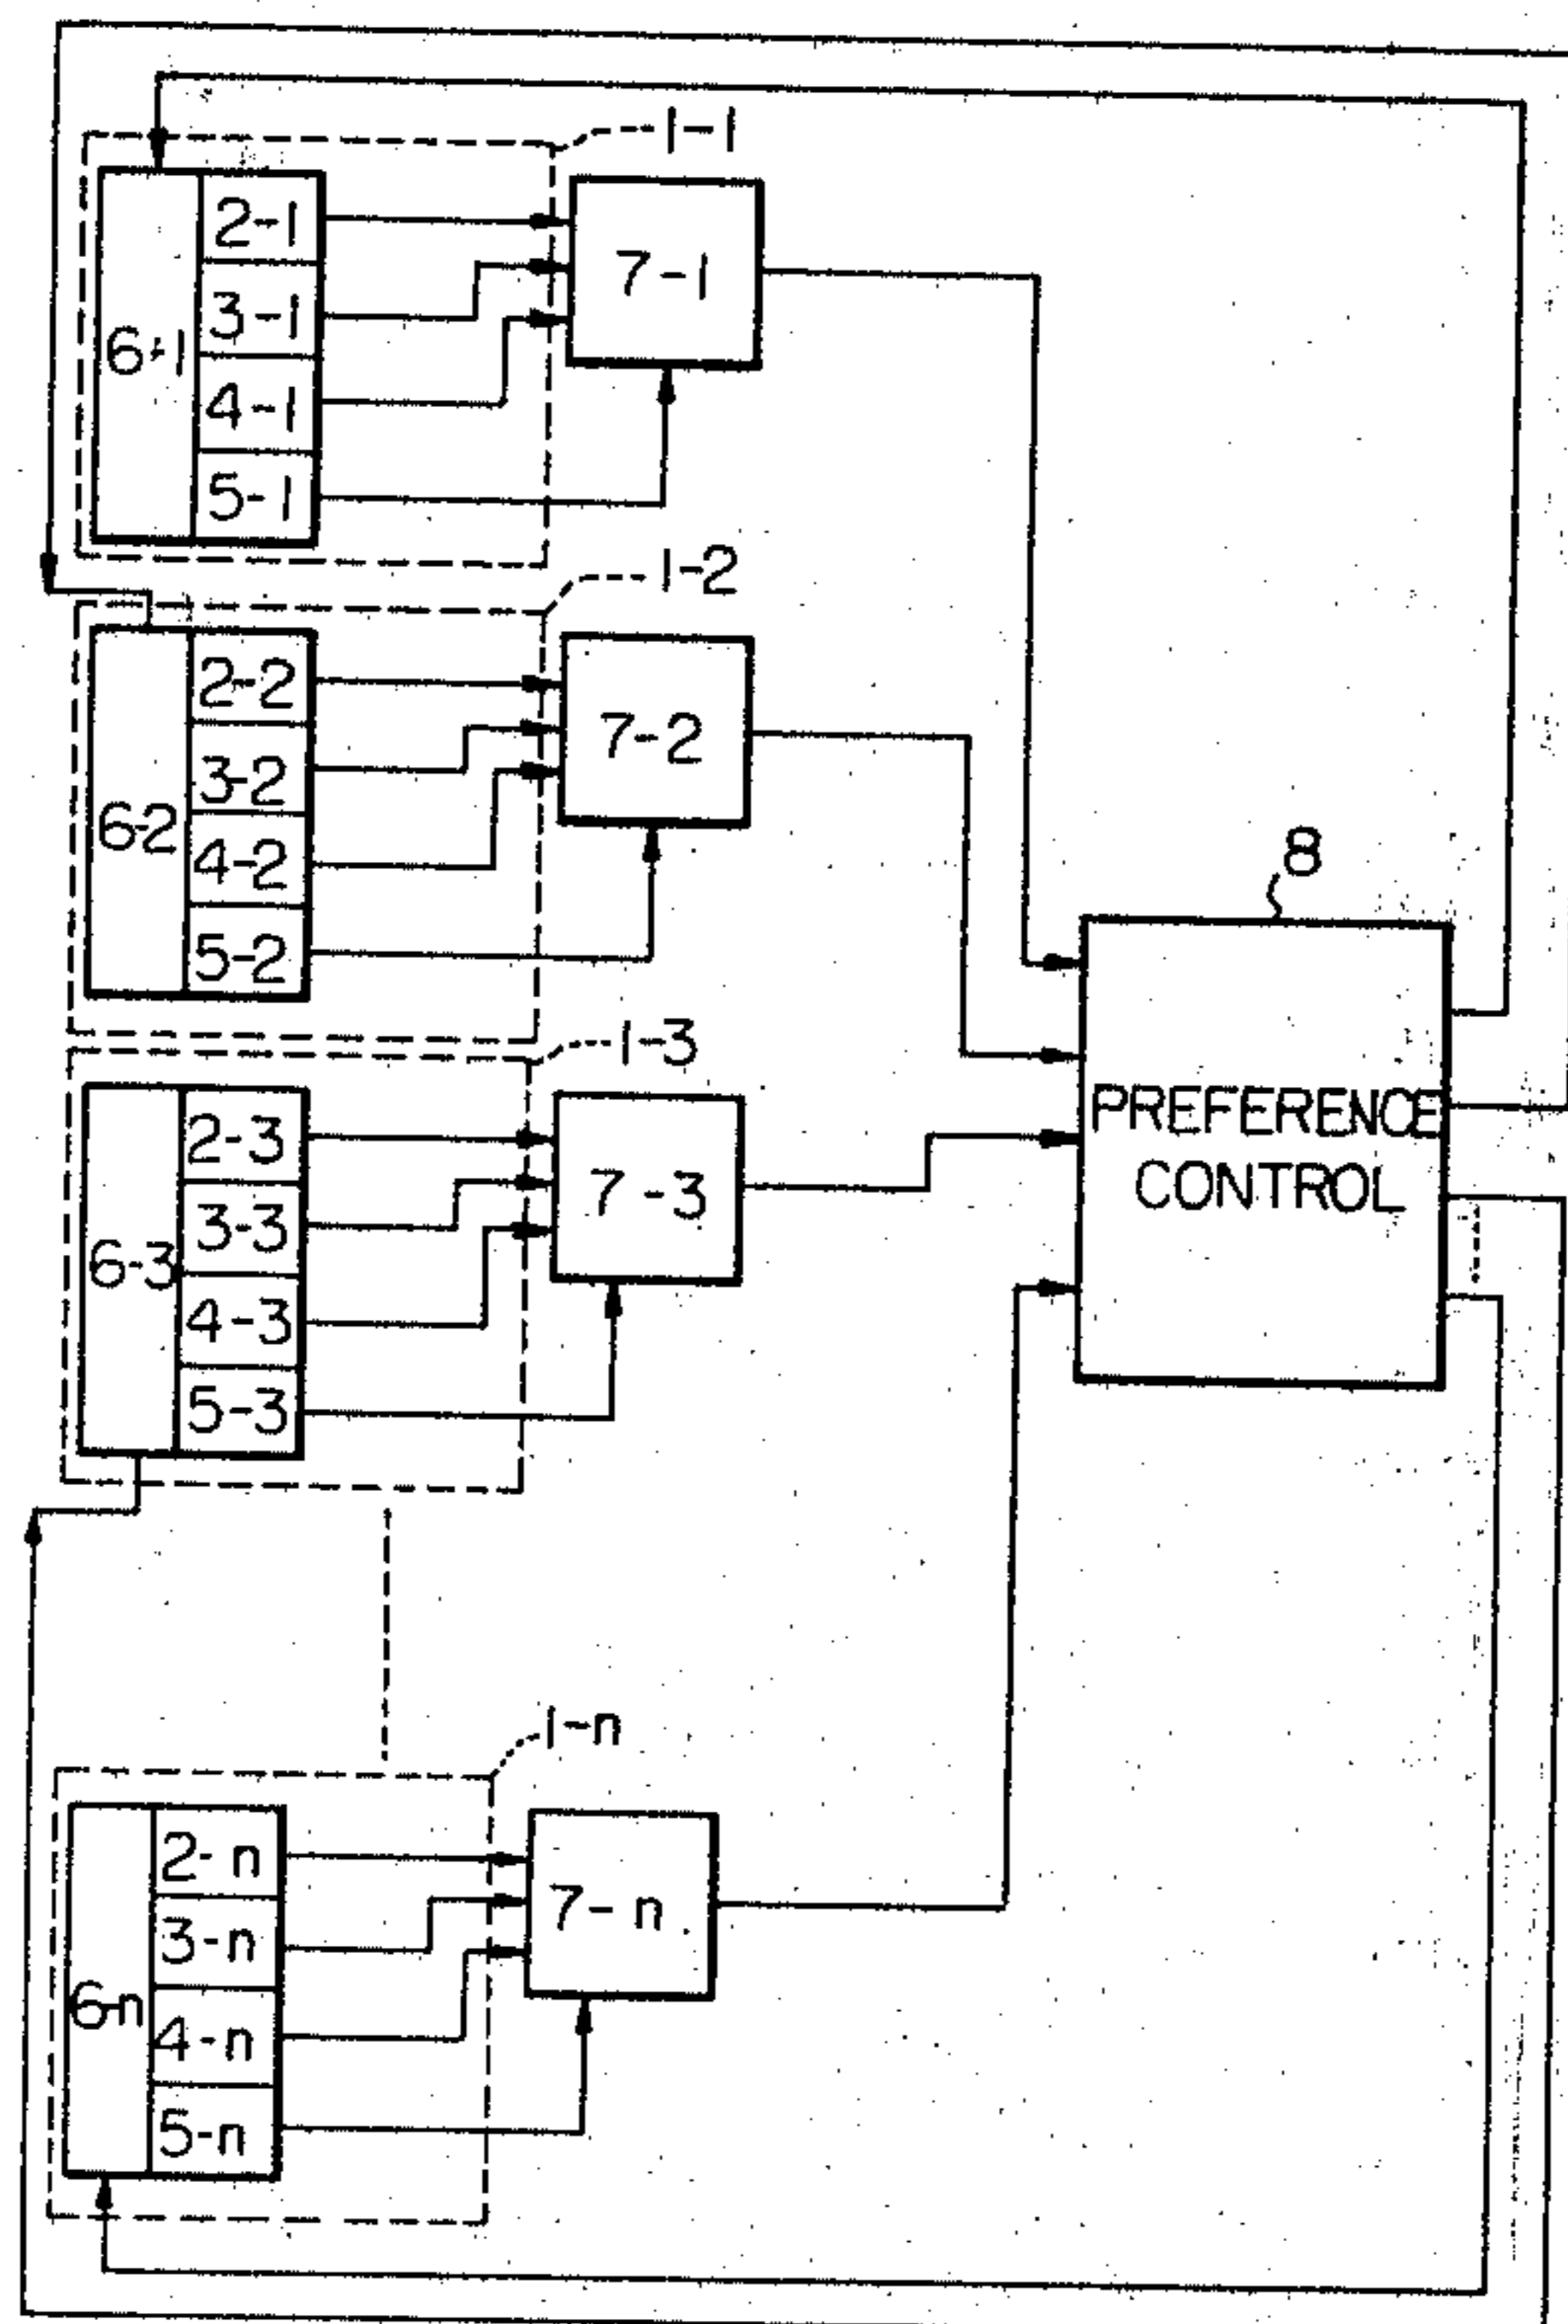 1-1
2-1
7-1
3-1
6-1
4-1
5-1
1-2
2-2
7-2
3-2
6-2
4-2
5-2
8
1-3
PREFERENCE
CONTROL
2-3
7-3
3-3
6-3
4-3
5-3
1-n
2-n
7-n
3-n
6-n
4-n
5-n